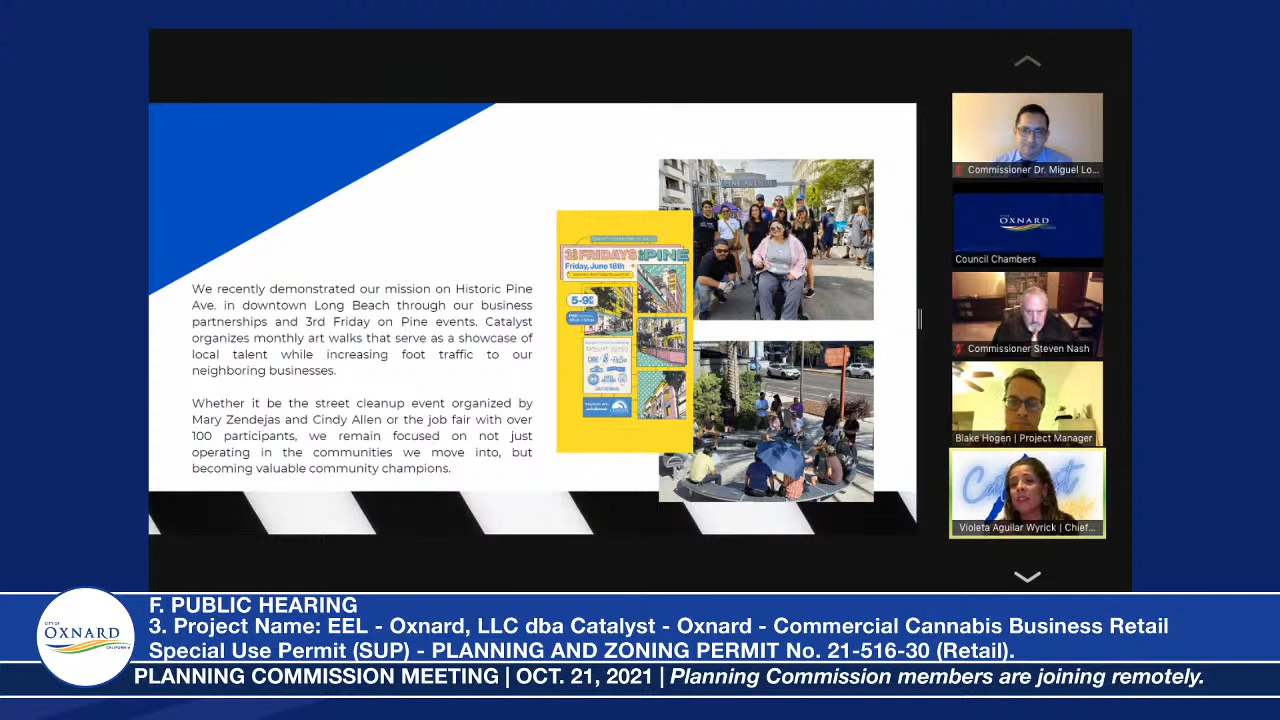 We recently demonstrated our mission on Historic Pine
Ave. in downtown Long Beach through our business
partnerships and 3rd Friday on Pine events. Catalyst
organizes monthly art walks that serve as a showcase of
local talent while increasing foot traffic to our
neighboring businesses.
Whether it be the street cleanup event organized by
Mary Zendejas and Cindy Allen or the job fair with over
100 participants, we remain focused on not just
operating in the communities we move into, but
becoming valuable community champions.
FRIDAYS
PINE
Friday, June 18th
5-9
PINE AVENUE
CATALYST
Commissioner Dr. Miguel Lo...
OXNARD
Council Chambers
Commissioner Steven Nash
Blake Hogen | Project Manager
Violeta Aguilar Wyrick | Chief...
CITY OF
OXNARD
CALIFORNIA
F. PUBLIC HEARING
3. Project Name: EEL - Oxnard, LLC dba Catalyst - Oxnard - Commercial Cannabis Business Retail
Special Use Permit (SUP) - PLANNING AND ZONING PERMIT No. 21-516-30 (Retail).
PLANNING COMMISSION MEETING | OCT. 21, 2021 | Planning Commission members are joining remotely.